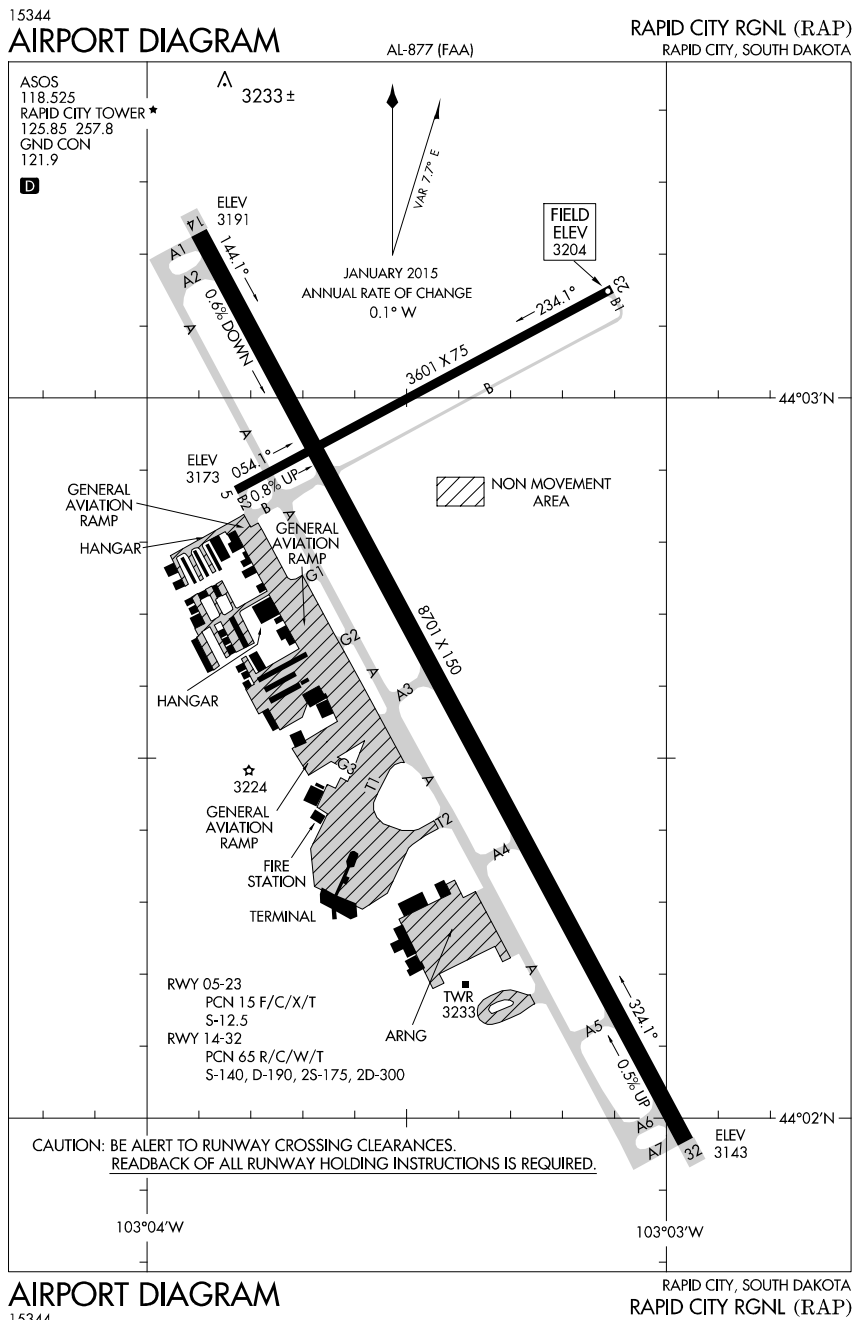 15344
AIRPORT DIAGRAM
AL-877 (FAA)
RAPID CITY RGNL (RAP)
RAPID CITY, SOUTH DAKOTA
ASOS
118.525
RAPID CITY TOWER ★
125.85 257.8
GND CON
121.9
D
3233 ±
VAR 7.7° E
JANUARY 2015
ANNUAL RATE OF CHANGE
0.1° W
ELEV
3191
14
144.1°
0.6% DOWN
A1
A2
A
FIELD
ELEV
3204
23
B1
234.1°
3601 X 75
B
44°03'N
A
ELEV
3173
054.1°
0.8% UP
5
B2
B
A
NON MOVEMENT
AREA
GENERAL
AVIATION
RAMP
HANGAR
GENERAL
AVIATION
RAMP
G1
G2
8701 X 150
A
A3
HANGAR
3224
G3
T1
A
T2
GENERAL
AVIATION
RAMP
FIRE
STATION
TERMINAL
A4
A
TWR
3233
ARNG
RWY 05-23
PCN 15 F/C/X/T
S-12.5
RWY 14-32
PCN 65 R/C/W/T
S-140, D-190, 2S-175, 2D-300
324.1°
A5
0.5% UP
A6
A7
32
ELEV
3143
44°02'N
CAUTION: BE ALERT TO RUNWAY CROSSING CLEARANCES.
READBACK OF ALL RUNWAY HOLDING INSTRUCTIONS IS REQUIRED.
103°04'W
103°03'W
AIRPORT DIAGRAM
15344
RAPID CITY, SOUTH DAKOTA
RAPID CITY RGNL (RAP)